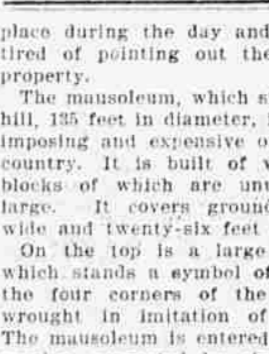 place during the day and
tired of pointing out the
property.
The mausoleum, which s
hill, 135 feet in diameter,
imposing and expensive o
country. It is built of v
blocks of which are unu
large. It covers ground
wide and twenty-six feet
On the top is a large
which stands a symbol of
the four corners of the
wrought in imitation of
The mausoleum is entered